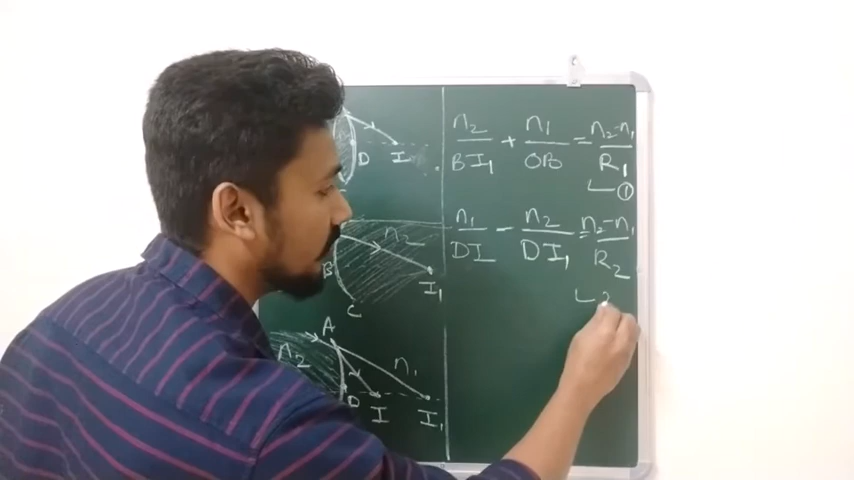 D I
n₂/BI₁ + n₁/OB = n₂-n₁/R₁
①
n₂
B
I₁
C
n₁/DI - n₂/DI₁ = n₂-n₁/R₂
2
A
n₂ n₁
D I I₁